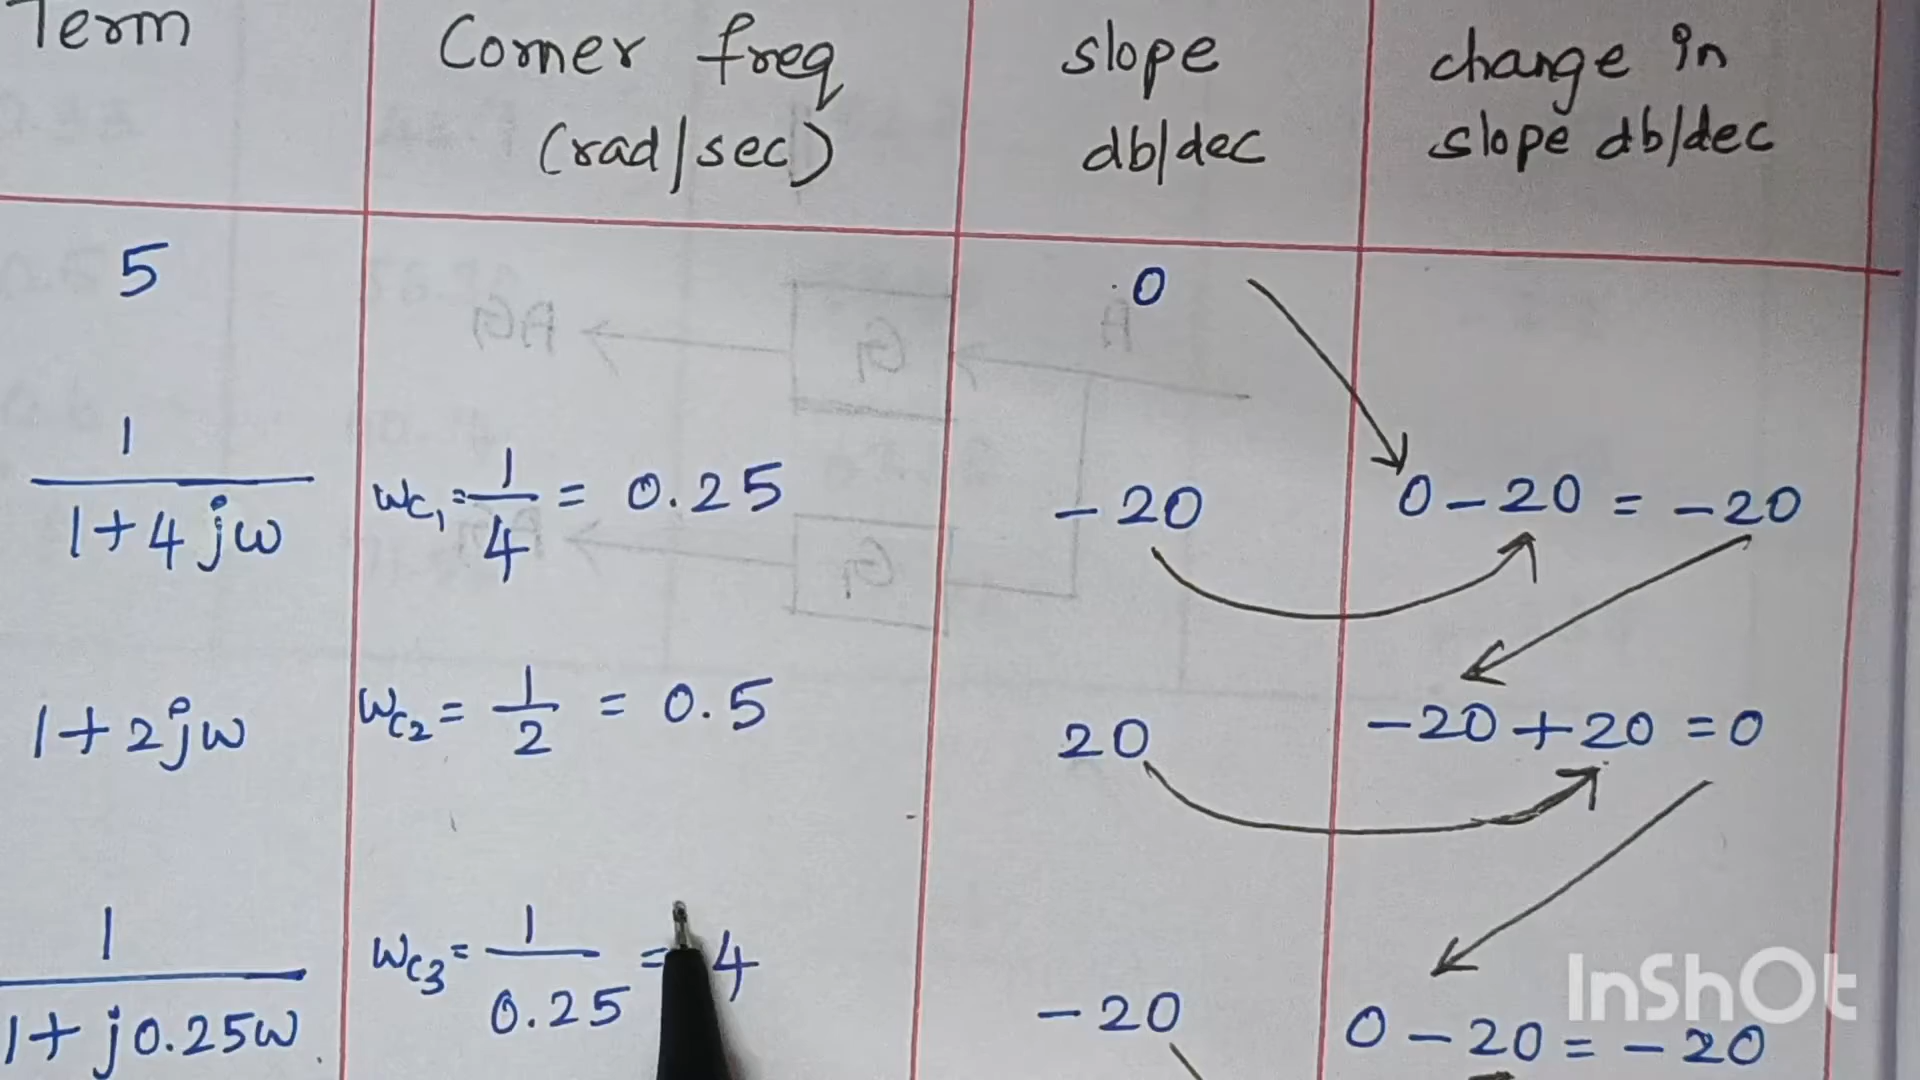 Term
Corner freq
(rad/sec)
slope
db/dec
change in
slope db/dec
5
0
1
1+4jω
ωc₁ = 1/4 = 0.25
-20
0-20 = -20
1+2jω
ωc2 = 1/2 = 0.5
20
-20+20 = 0
1
1+j0.25ω
ωc3 = 1/0.25 = 4
-20
0-20 = -20
InShOt